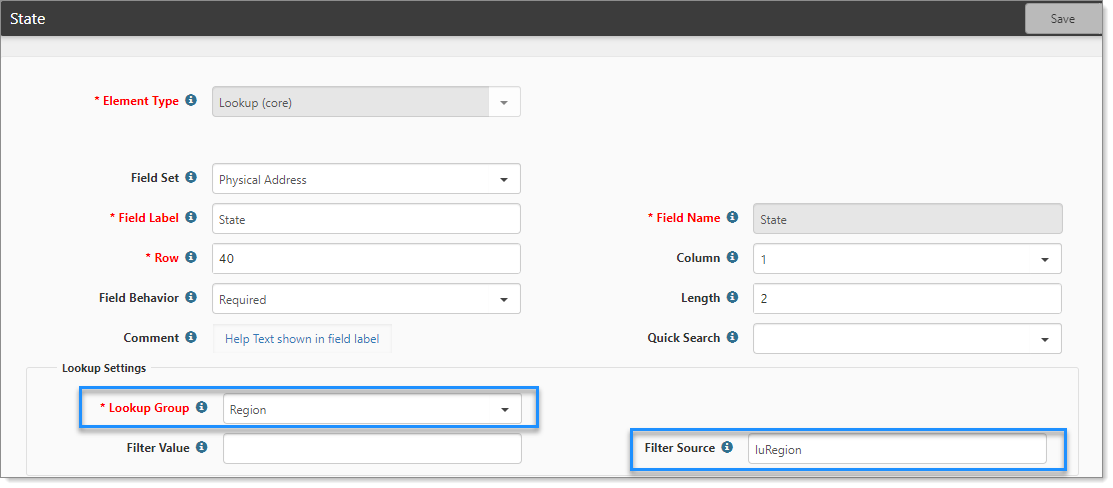 State Save
* Element Type Lookup (core)
Field Set Physical Address
* Field Label State * Field Name State
* Row 40 Column 1
Field Behavior Required Length 2
Comment Help Text shown in field label Quick Search
Lookup Settings
* Lookup Group Region
Filter Value Filter Source luRegion